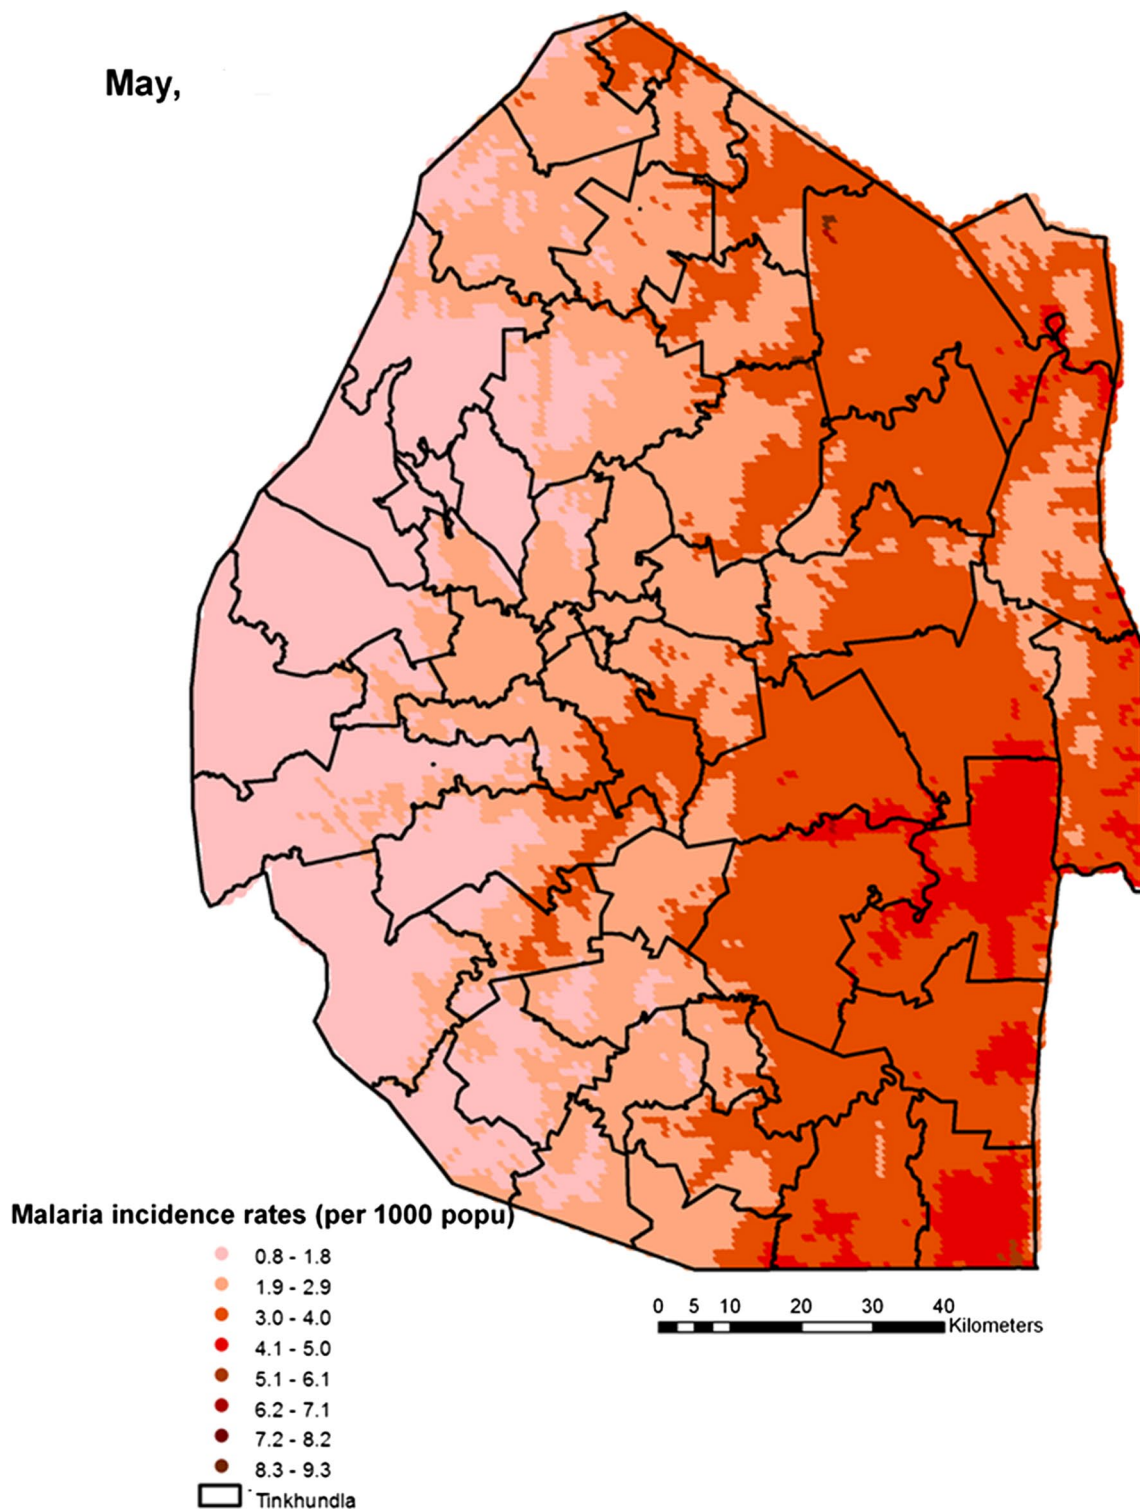 May,
Malaria incidence rates (per 1000 popu)
0.8 - 1.8
1.9 - 2.9
3.0 - 4.0
4.1 - 5.0
5.1 - 6.1
6.2 - 7.1
7.2 - 8.2
8.3 - 9.3
Tinkhundla
0 5 10 20 30 40
Kilometers